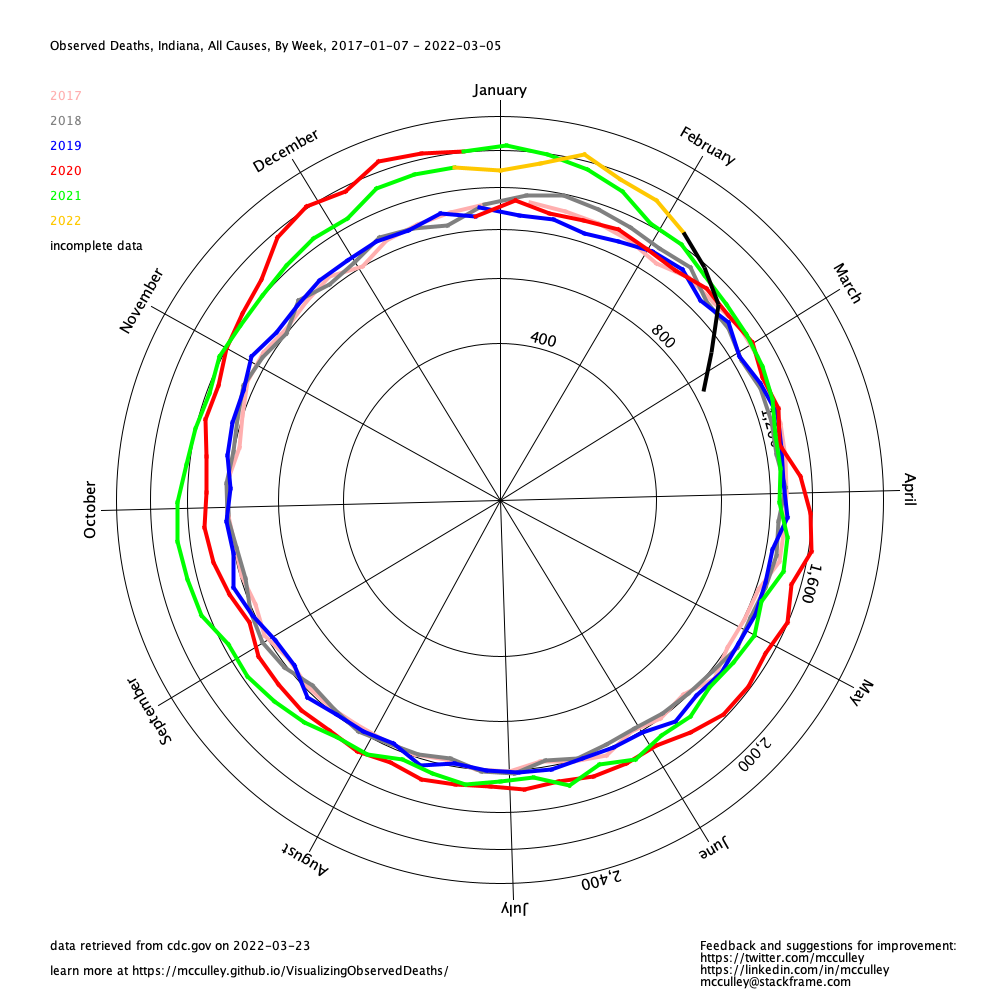 Observed Deaths, Indiana, All Causes, By Week, 2017-01-07 - 2022-03-05
2017
2018
2019
2020
2021
2022
incomplete data
January
February
March
April
May
June
July
August
September
October
November
December
400
800
1,200
1,600
2,000
2,400
data retrieved from cdc.gov on 2022-03-23
learn more at https://mcculley.github.io/VisualizingObservedDeaths/
Feedback and suggestions for improvement:
https://twitter.com/mcculley
https://linkedin.com/in/mcculley
mcculley@stackframe.com